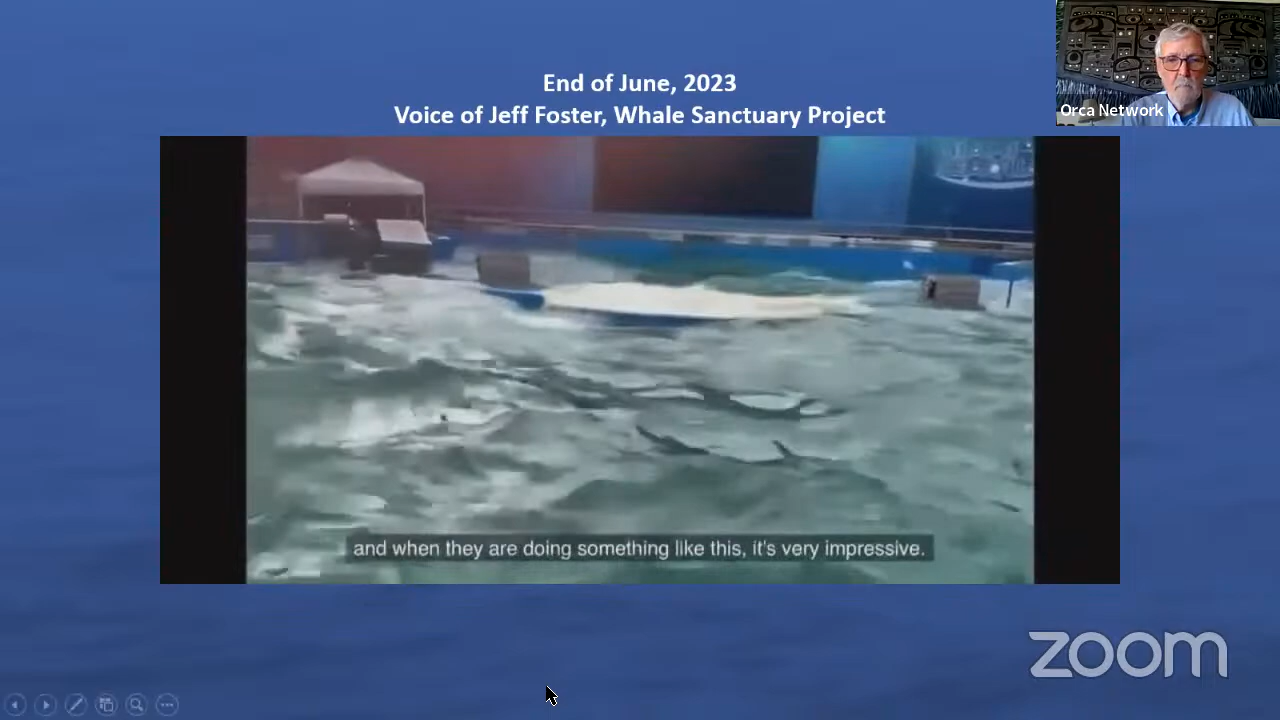 End of June, 2023
Voice of Jeff Foster, Whale Sanctuary Project
Orca Network
and when they are doing something like this, it's very impressive.
zoom